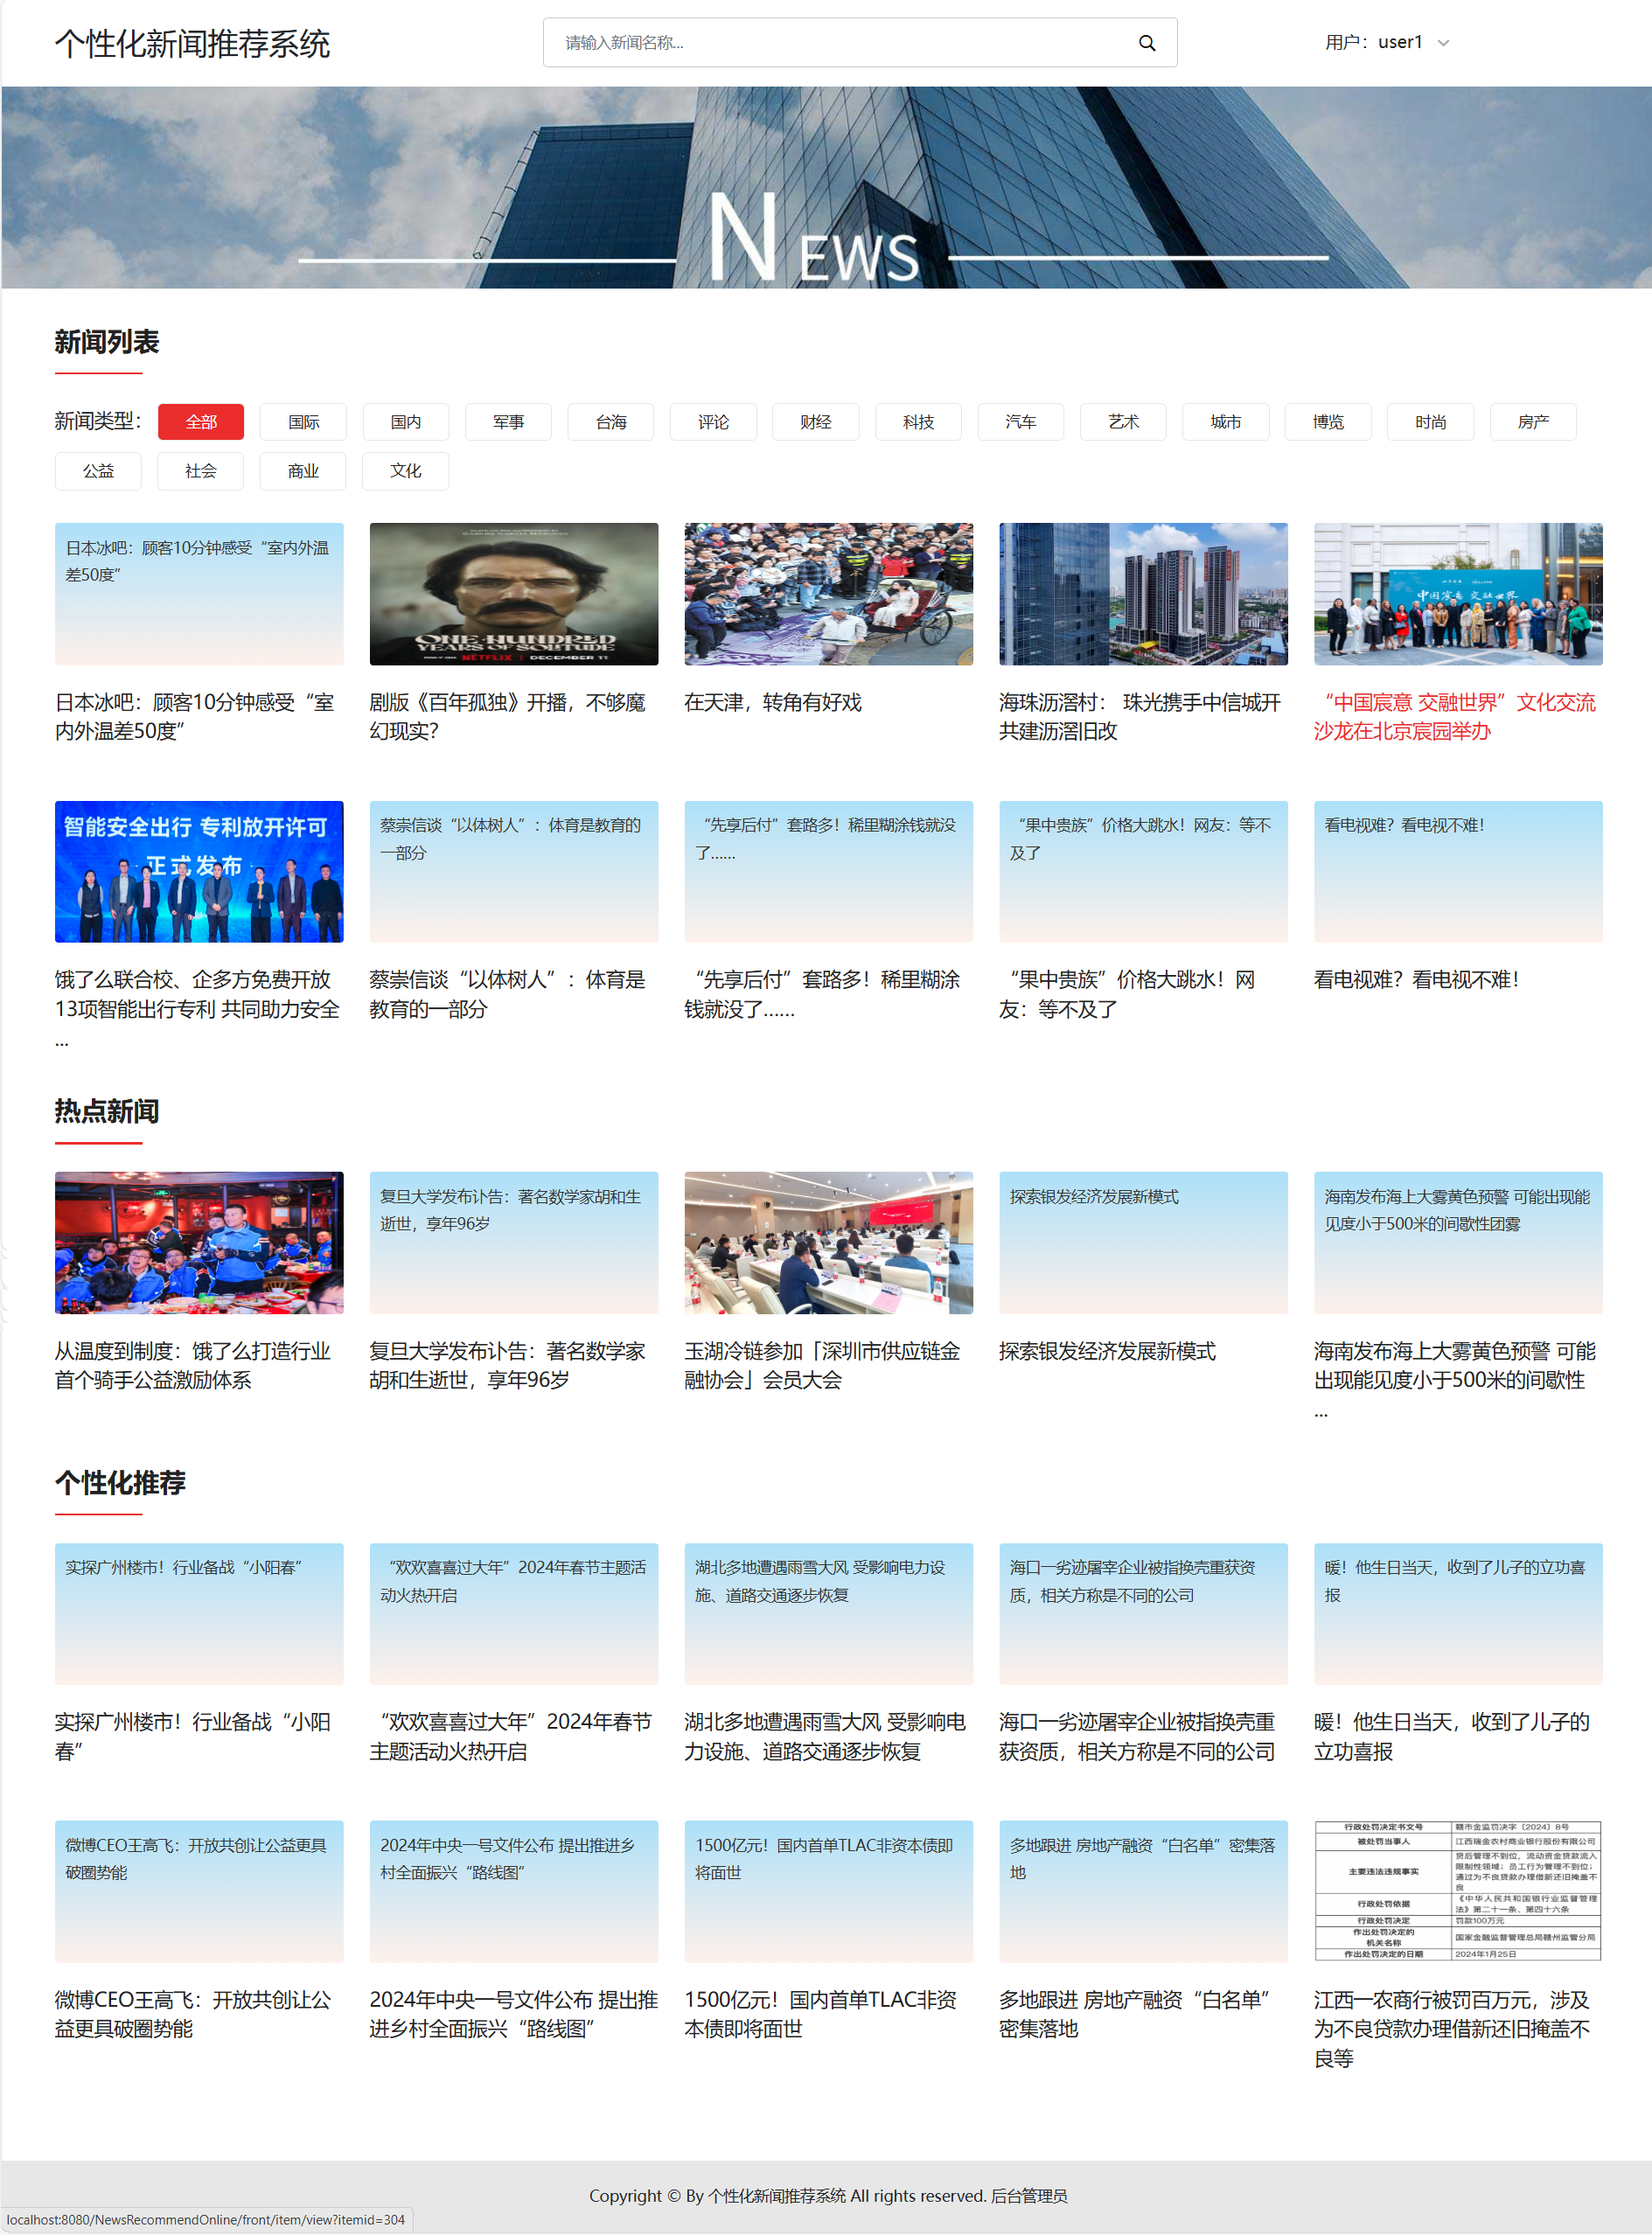 个性化新闻推荐系统
请输入新闻名称...
用户：user1
NEWS
新闻列表
新闻类型： 全部 国际 国内 军事 台海 评论 财经 科技 汽车 艺术 城市 博览 时尚 房产
公益 社会 商业 文化
日本冰吧：顾客10分钟感受“室内外温
差50度”
ONE HUNDRED
YEARS OF SOLITUDE
NETFLIX | DECEMBER 11
中国宸意 交融世界
日本冰吧：顾客10分钟感受“室
内外温差50度”
剧版《百年孤独》开播，不够魔
幻现实？
在天津，转角有好戏
海珠沥滘村： 珠光携手中信城开
共建沥滘旧改
“中国宸意 交融世界”文化交流
沙龙在北京宸园举办
智能安全出行 专利放开许可
正式发布
蔡崇信谈“以体树人”：体育是教育的
一部分
“先享后付”套路多！稀里糊涂钱就没
了……
“果中贵族”价格大跳水！网友：等不
及了
看电视难？看电视不难！
饿了么联合校、企多方免费开放
13项智能出行专利 共同助力安全
...
蔡崇信谈“以体树人”：体育是
教育的一部分
“先享后付”套路多！稀里糊涂
钱就没了……
“果中贵族”价格大跳水！网
友：等不及了
看电视难？看电视不难！
热点新闻
复旦大学发布讣告：著名数学家胡和生
逝世，享年96岁
探索银发经济发展新模式
海南发布海上大雾黄色预警 可能出现能
见度小于500米的间歇性团雾
从温度到制度：饿了么打造行业
首个骑手公益激励体系
复旦大学发布讣告：著名数学家
胡和生逝世，享年96岁
玉湖冷链参加「深圳市供应链金
融协会」会员大会
探索银发经济发展新模式
海南发布海上大雾黄色预警 可能
出现能见度小于500米的间歇性
...
个性化推荐
实探广州楼市！行业备战“小阳春”
“欢欢喜喜过大年”2024年春节主题活
动火热开启
湖北多地遭遇雨雪大风 受影响电力设
施、道路交通逐步恢复
海口一劣迹屠宰企业被指换壳重获资
质，相关方称是不同的公司
暖！他生日当天，收到了儿子的立功喜
报
实探广州楼市！行业备战“小阳
春”
“欢欢喜喜过大年”2024年春节
主题活动火热开启
湖北多地遭遇雨雪大风 受影响电
力设施、道路交通逐步恢复
海口一劣迹屠宰企业被指换壳重
获资质，相关方称是不同的公司
暖！他生日当天，收到了儿子的
立功喜报
微博CEO王高飞：开放共创让公益更具
破圈势能
2024年中央一号文件公布 提出推进乡
村全面振兴“路线图”
1500亿元！国内首单TLAC非资本债即
将面世
多地跟进 房地产融资“白名单”密集落
地
行政处罚决定书文号 赣市金监罚决字〔2024〕8号
被处罚当事人 江西瑞金农村商业银行股份有限公司
主要违法违规事实 贷后管理不到位，流动资金贷款流入
限制性领域；员工行为管理不到位；
通过为不良贷款办理借新还旧掩盖不
良
行政处罚依据 《中华人民共和国银行业监督管理
法》第二十一条、第四十六条
行政处罚决定 罚款100万元
作出处罚决定的
机关名称 国家金融监督管理总局赣州监管分局
作出处罚决定的日期 2024年1月25日
微博CEO王高飞：开放共创让公
益更具破圈势能
2024年中央一号文件公布 提出推
进乡村全面振兴“路线图”
1500亿元！国内首单TLAC非资
本债即将面世
多地跟进 房地产融资“白名单”
密集落地
江西一农商行被罚百万元，涉及
为不良贷款办理借新还旧掩盖不
良等
Copyright © By 个性化新闻推荐系统 All rights reserved. 后台管理员
localhost:8080/NewsRecommendOnline/front/item/view?itemid=304